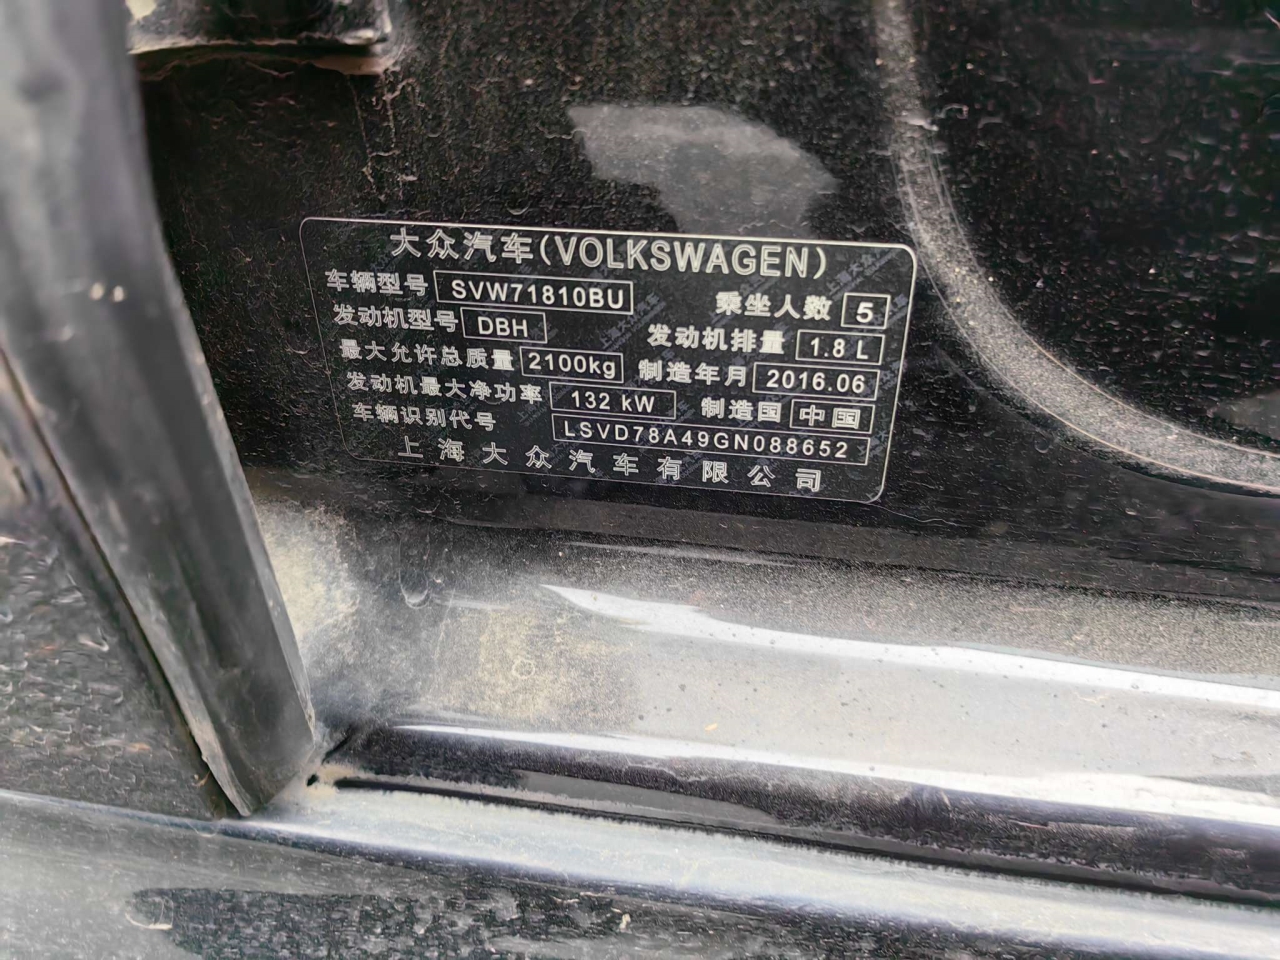 大众汽车(VOLKSWAGEN)
车辆型号 SVW71810BU 乘坐人数 5
发动机型号 DBH 发动机排量 1.8 L
最大允许总质量 2100kg 制造年月 2016.06
发动机最大净功率 132 kW 制造国 中国
车辆识别代号 LSVD78A49GN088652
上海大众汽车有限公司